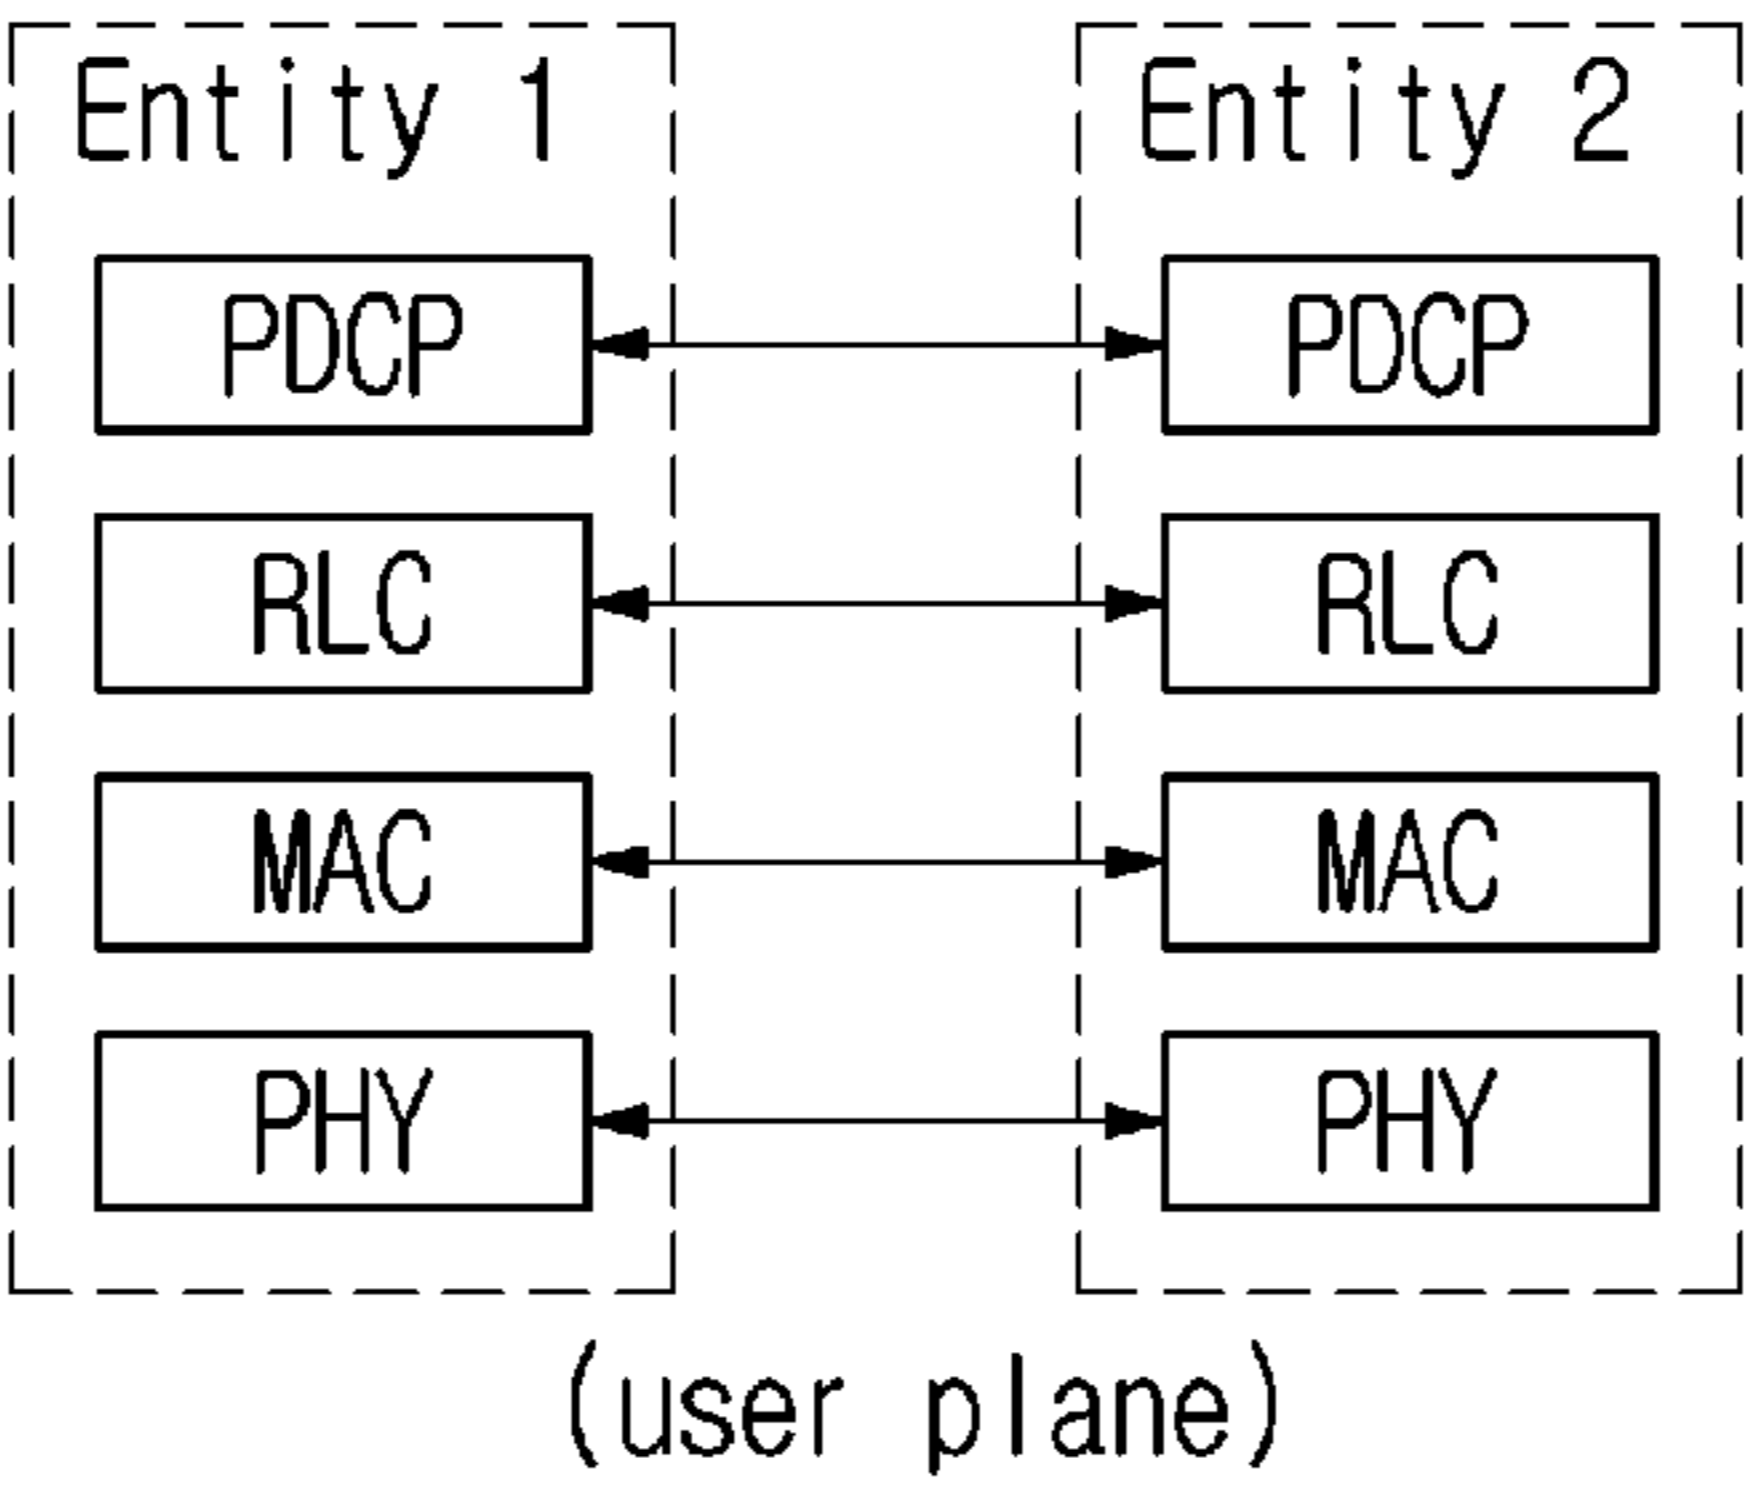 Entity 1
Entity 2
PDCP
PDCP
RLC
RLC
MAC
MAC
PHY
PHY
(user plane)